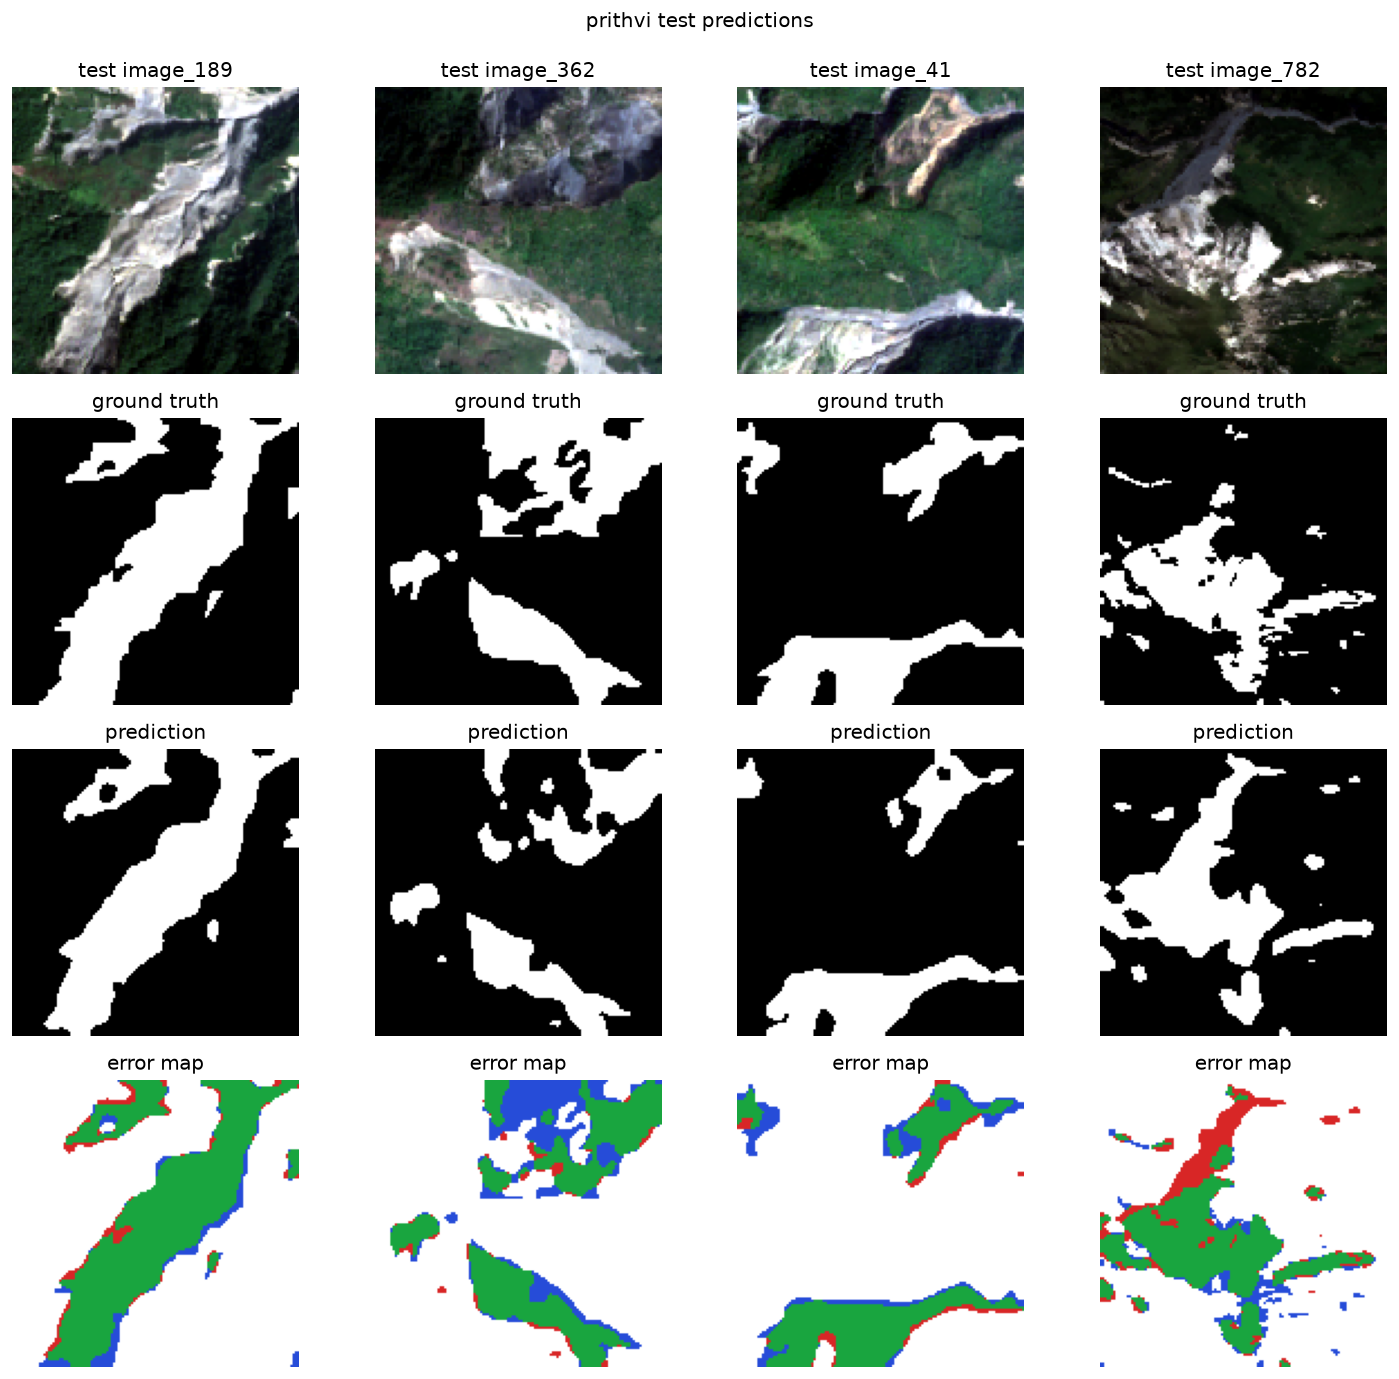 prithvi test predictions
test image_189
test image_362
test image_41
test image_782
ground truth
ground truth
ground truth
ground truth
prediction
prediction
prediction
prediction
error map
error map
error map
error map